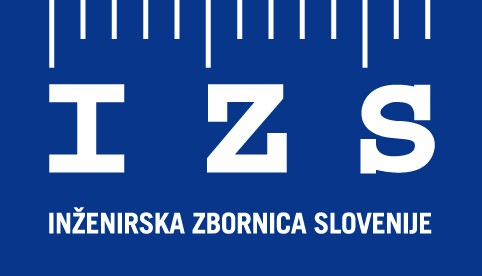 IZS
INŽENIRSKA ZBORNICA SLOVENIJE